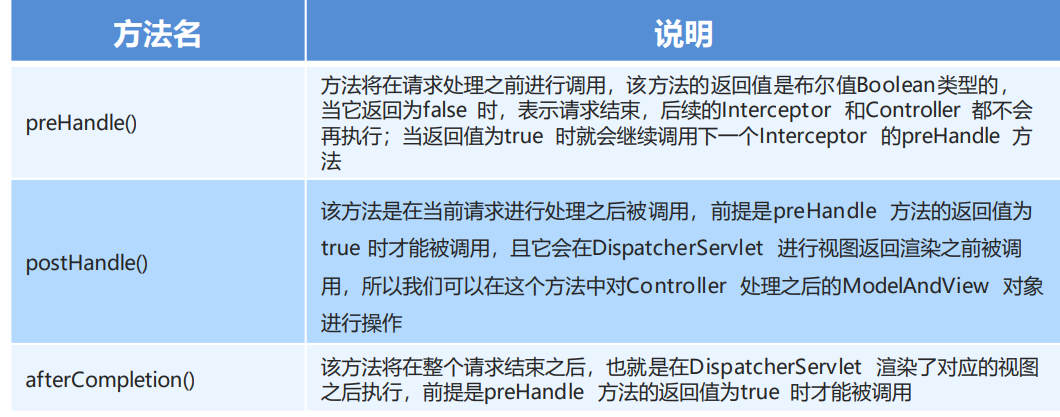 方法名
说明
preHandle()
方法将在请求处理之前进行调用，该方法的返回值是布尔值Boolean类型的，
当它返回为false 时，表示请求结束，后续的Interceptor 和Controller 都不会
再执行；当返回值为true 时就会继续调用下一个Interceptor 的preHandle 方
法
postHandle()
该方法是在当前请求进行处理之后被调用，前提是preHandle 方法的返回值为
true 时才能被调用，且它会在DispatcherServlet 进行视图返回渲染之前被调
用，所以我们可以在这个方法中对Controller 处理之后的ModelAndView 对象
进行操作
afterCompletion()
该方法将在整个请求结束之后，也就是在DispatcherServlet 渲染了对应的视图
之后执行，前提是preHandle 方法的返回值为true 时才能被调用